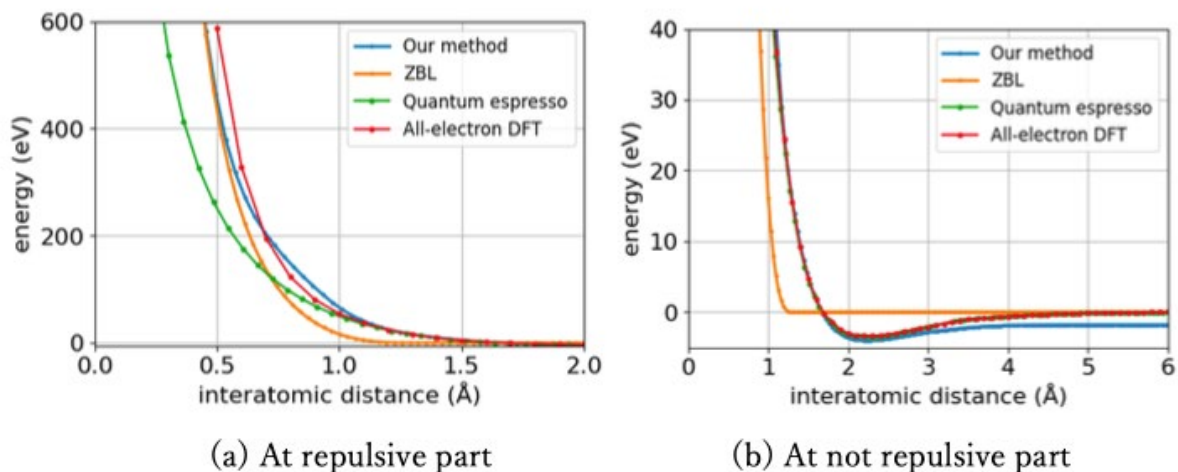 600
400
200
0
0.0 0.5 1.0 1.5 2.0
energy (eV)
interatomic distance (Å)
Our method
ZBL
Quantum espresso
All-electron DFT
(a) At repulsive part
40
30
20
10
0
0 1 2 3 4 5 6
energy (eV)
interatomic distance (Å)
Our method
ZBL
Quantum espresso
All-electron DFT
(b) At not repulsive part